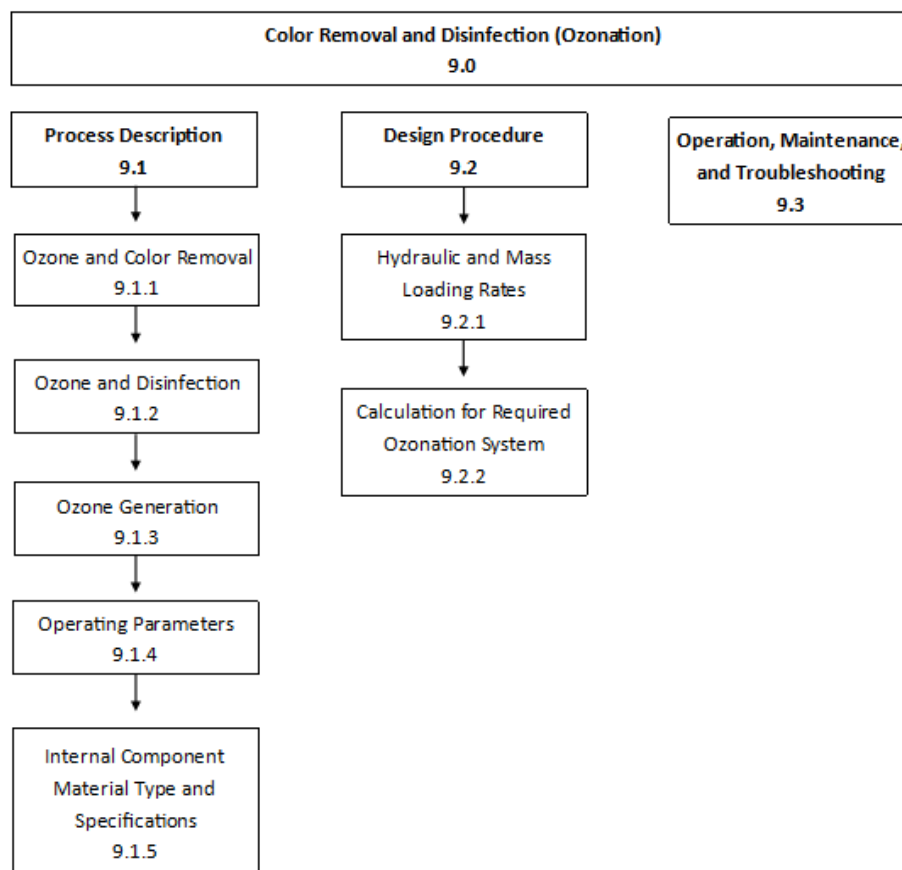 Color Removal and Disinfection (Ozonation)
9.0
Process Description
9.1
Ozone and Color Removal
9.1.1
Ozone and Disinfection
9.1.2
Ozone Generation
9.1.3
Operating Parameters
9.1.4
Internal Component
Material Type and
Specifications
9.1.5
Design Procedure
9.2
Hydraulic and Mass
Loading Rates
9.2.1
Calculation for Required
Ozonation System
9.2.2
Operation, Maintenance,
and Troubleshooting
9.3